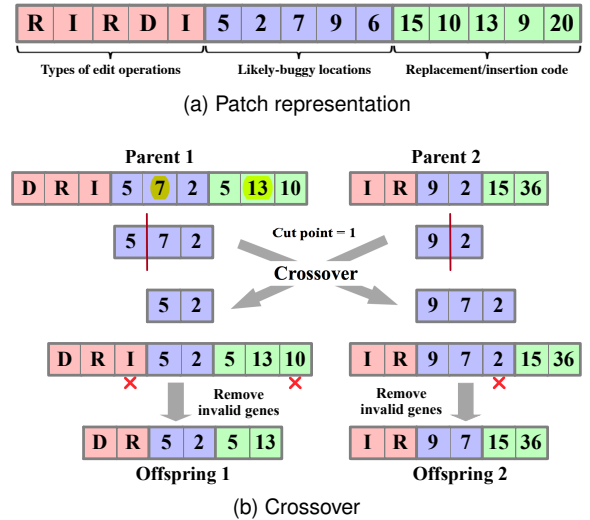 R I R D I 5 2 7 9 6 15 10 13 9 20
Types of edit operations Likely-buggy locations Replacement/insertion code
(a) Patch representation
Parent 1 Parent 2
D R I 5 7 2 5 13 10 I R 9 2 15 36
5 7 2 Cut point = 1 9 2
Crossover
5 2 9 7 2
D R I 5 2 5 13 10 I R 9 7 2 15 36
Remove
invalid genes
Remove
invalid genes
D R 5 2 5 13 I R 9 7 15 36
Offspring 1 Offspring 2
(b) Crossover